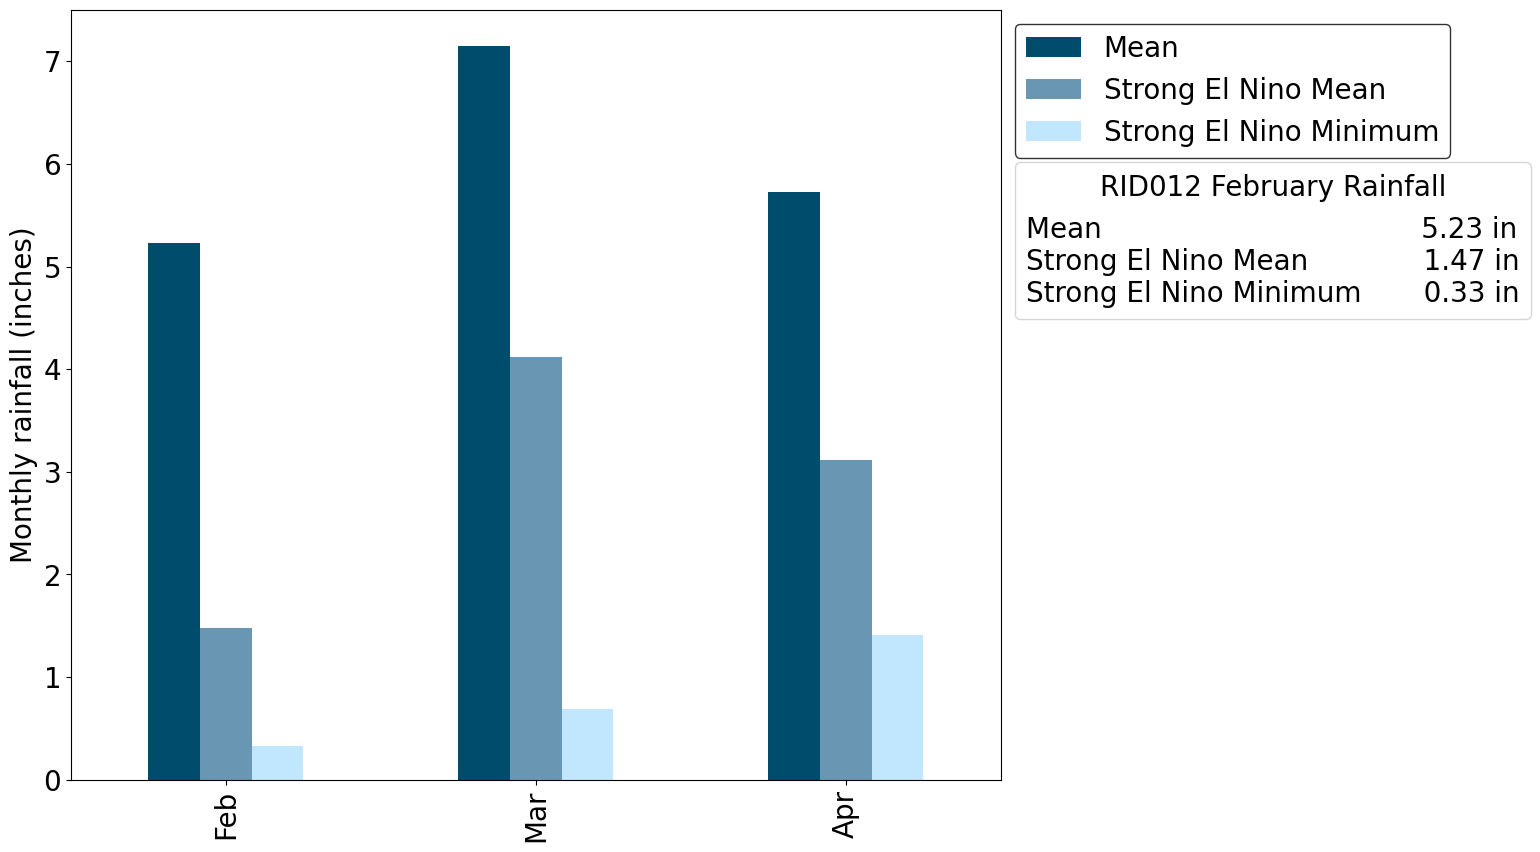 7
6
5
4
3
2
1
0
Monthly rainfall (inches)
Feb
Mar
Apr
Mean
Strong El Nino Mean
Strong El Nino Minimum
RID012 February Rainfall
Mean 5.23 in
Strong El Nino Mean 1.47 in
Strong El Nino Minimum 0.33 in